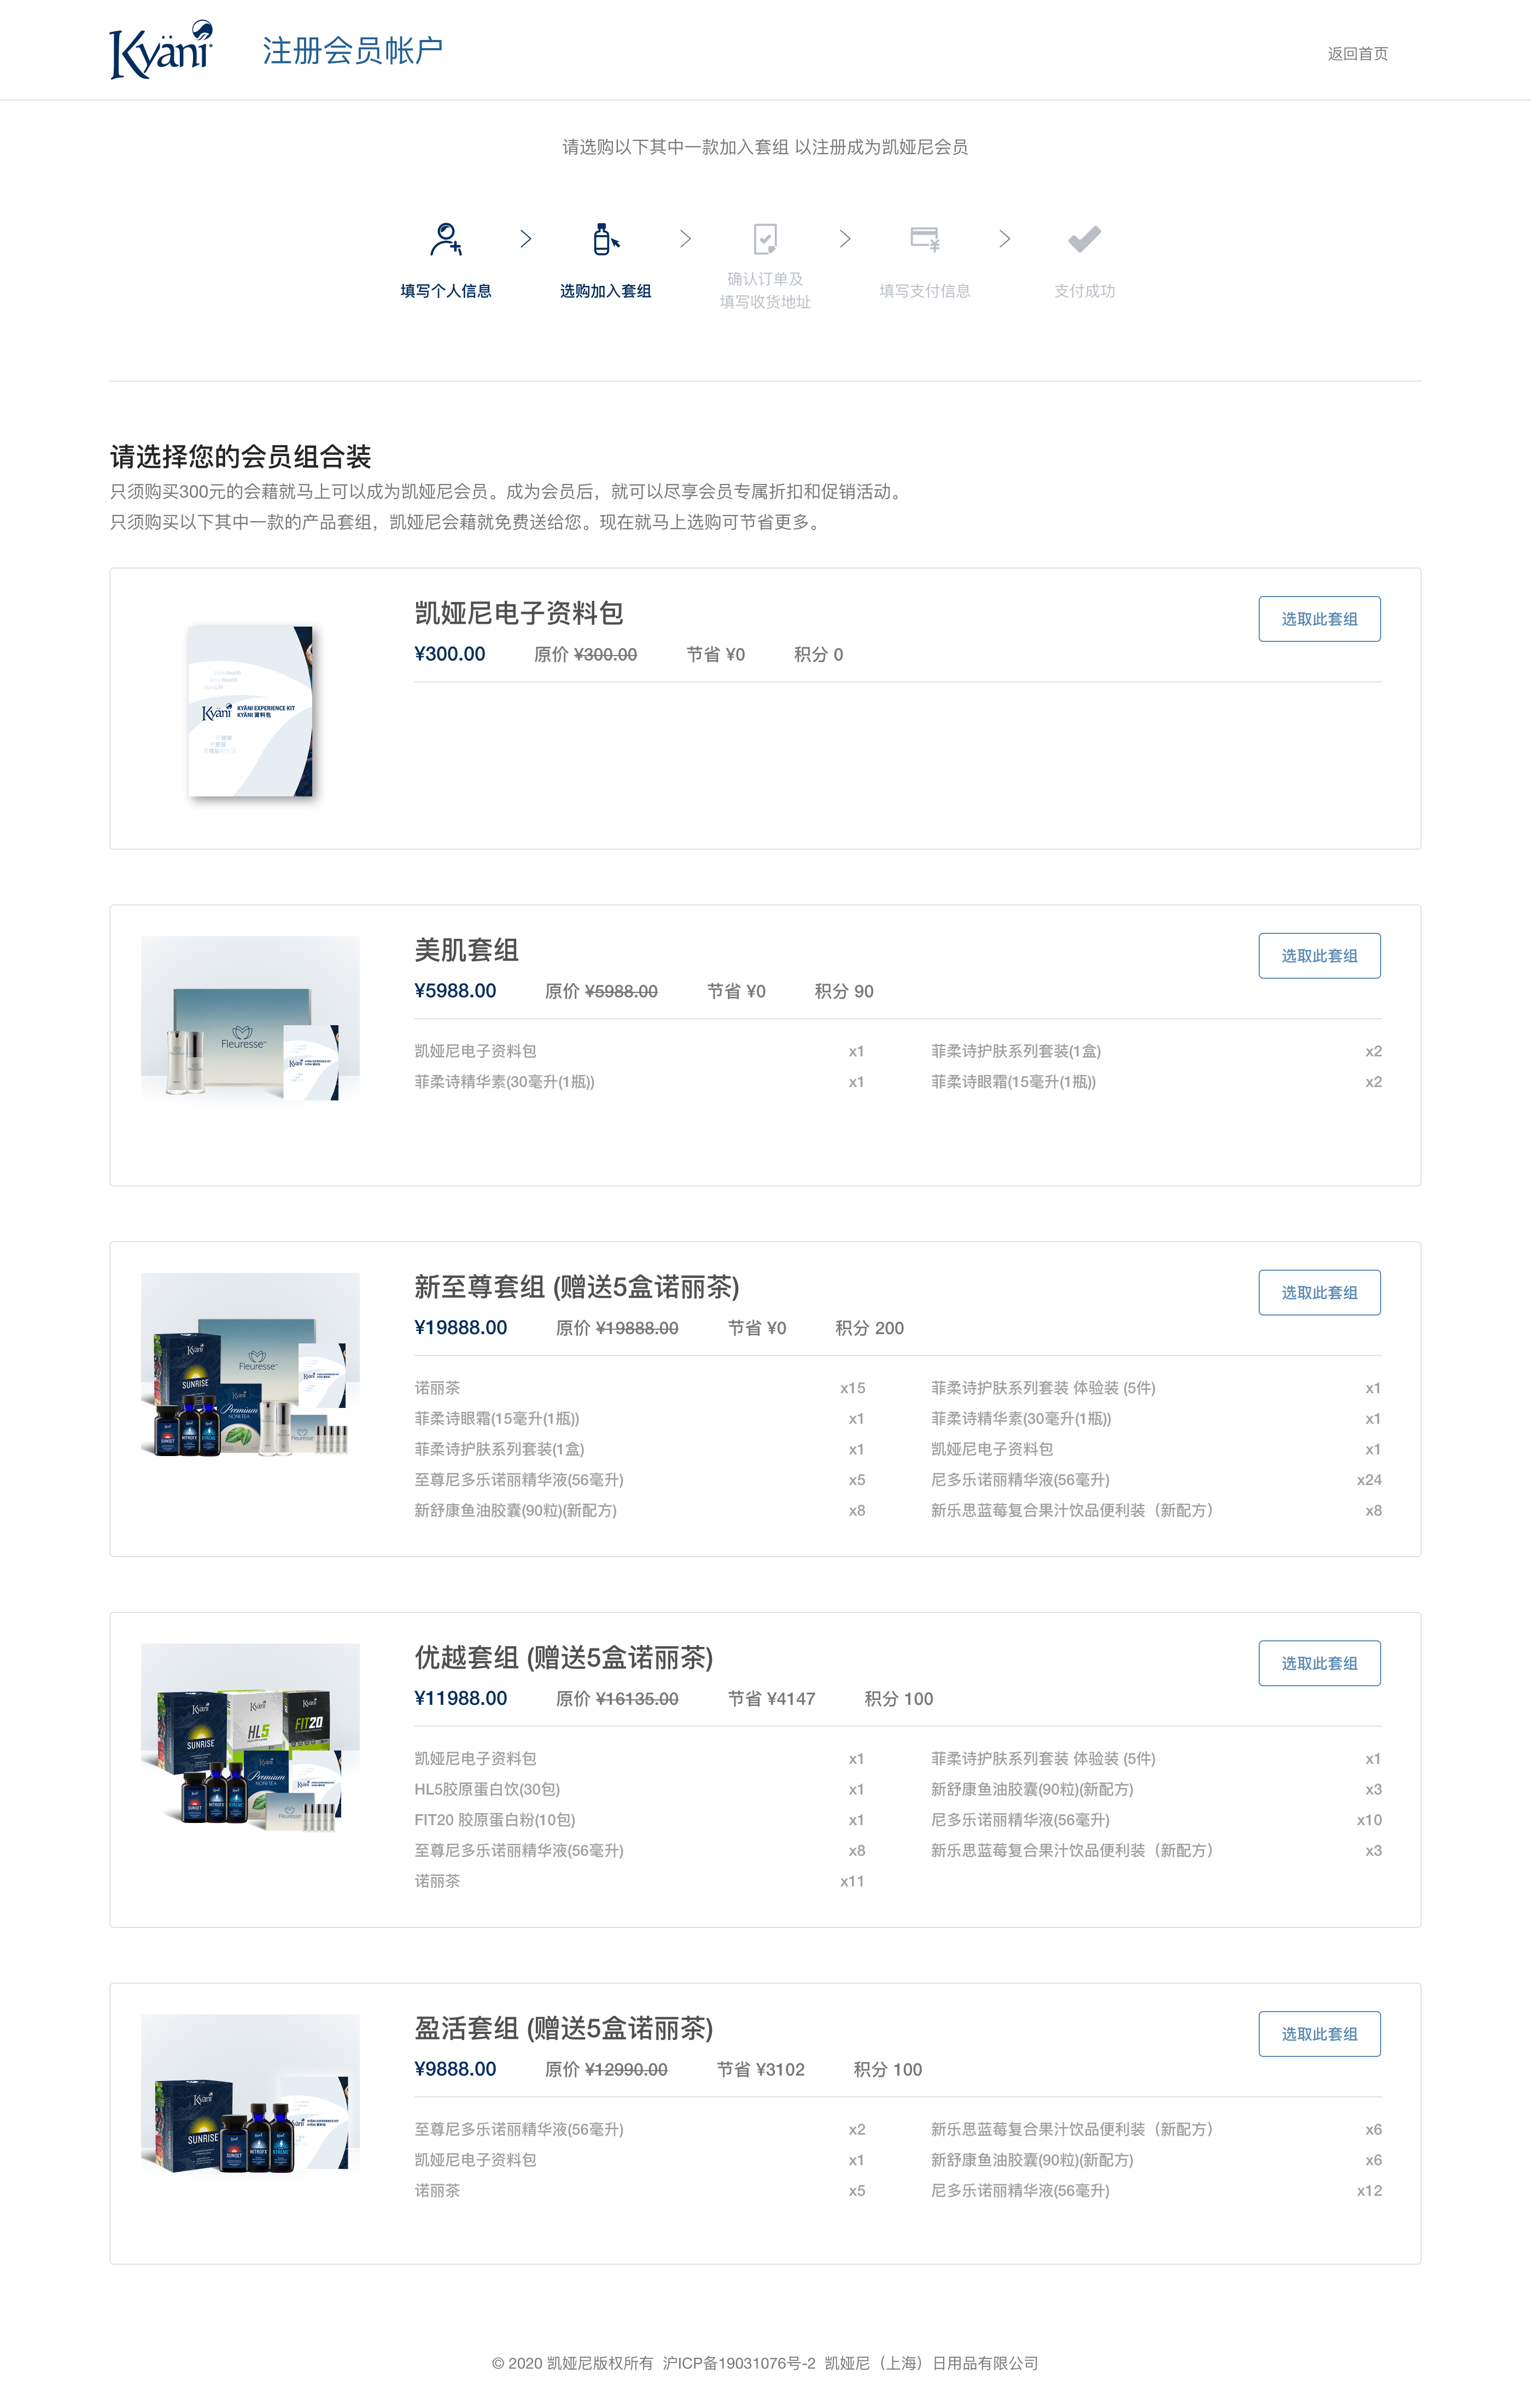 Kyäni
注册会员帐户
返回首页
请选购以下其中一款加入套组 以注册成为凯娅尼会员
填写个人信息
选购加入套组
确认订单及
填写收货地址
填写支付信息
支付成功
请选择您的会员组合装
只须购买300元的会藉就马上可以成为凯娅尼会员。成为会员后，就可以尽享会员专属折扣和促销活动。
只须购买以下其中一款的产品套组，凯娅尼会藉就免费送给您。现在就马上选购可节省更多。
Kyäni KYÄNI EXPERIENCE KIT
KYÄNI 資料包
凯娅尼电子资料包
选取此套组
¥300.00 原价 ¥300.00 节省 ¥0 积分 0
Fleuresse
Kyäni
美肌套组
选取此套组
¥5988.00 原价 ¥5988.00 节省 ¥0 积分 90
凯娅尼电子资料包 x1 菲柔诗护肤系列套装(1盒) x2
菲柔诗精华素(30毫升(1瓶)) x1 菲柔诗眼霜(15毫升(1瓶)) x2
Kyäni
SUNRISE
Fleuresse
Kyäni
Premium
NONI TEA
SUNSET
NITROFX
XTREME
新至尊套组 (赠送5盒诺丽茶)
选取此套组
¥19888.00 原价 ¥19888.00 节省 ¥0 积分 200
诺丽茶 x15 菲柔诗护肤系列套装 体验装 (5件) x1
菲柔诗眼霜(15毫升(1瓶)) x1 菲柔诗精华素(30毫升(1瓶)) x1
菲柔诗护肤系列套装(1盒) x1 凯娅尼电子资料包 x1
至尊尼多乐诺丽精华液(56毫升) x5 尼多乐诺丽精华液(56毫升) x24
新舒康鱼油胶囊(90粒)(新配方) x8 新乐思蓝莓复合果汁饮品便利装（新配方） x8
Kyäni
SUNRISE
Kyäni
HL5
Kyäni
FIT20
Premium
NONI TEA
SUNSET
NITROFX
XTREME
Kyäni
Fleuresse
优越套组 (赠送5盒诺丽茶)
选取此套组
¥11988.00 原价 ¥16135.00 节省 ¥4147 积分 100
凯娅尼电子资料包 x1 菲柔诗护肤系列套装 体验装 (5件) x1
HL5胶原蛋白饮(30包) x1 新舒康鱼油胶囊(90粒)(新配方) x3
FIT20 胶原蛋白粉(10包) x1 尼多乐诺丽精华液(56毫升) x10
至尊尼多乐诺丽精华液(56毫升) x8 新乐思蓝莓复合果汁饮品便利装（新配方） x3
诺丽茶 x11
Kyäni
SUNRISE
SUNSET
NITROFX
XTREME
盈活套组 (赠送5盒诺丽茶)
选取此套组
¥9888.00 原价 ¥12990.00 节省 ¥3102 积分 100
至尊尼多乐诺丽精华液(56毫升) x2 新乐思蓝莓复合果汁饮品便利装（新配方） x6
凯娅尼电子资料包 x1 新舒康鱼油胶囊(90粒)(新配方) x6
诺丽茶 x5 尼多乐诺丽精华液(56毫升) x12
© 2020 凯娅尼版权所有 沪ICP备19031076号-2 凯娅尼（上海）日用品有限公司